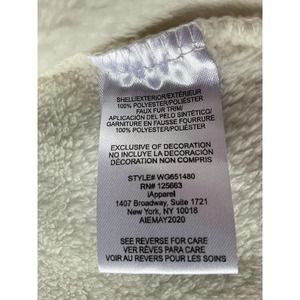 SHELL/EXTERIOR/EXTÉRIEUR
100% POLYESTER/POLIÉSTER
FAUX FUR TRIM/
APLICACIÓN DEL PELO SINTÉTICO/
GARNITURE EN FAUSSE FOURRURE
100% POLYESTER/POLIÉSTER
EXCLUSIVE OF DECORATION
NO INCLUYE LA DECORACIÓN
DÉCORATION NON COMPRIS
STYLE# WG651480
RN# 125663
iApparel
1407 Broadway, Suite 1721
New York, NY 10018
AIEMAY2020
SEE REVERSE FOR CARE
VER REVÉS PARA CARE
VOIR AU REVERS POUR LES SOINS